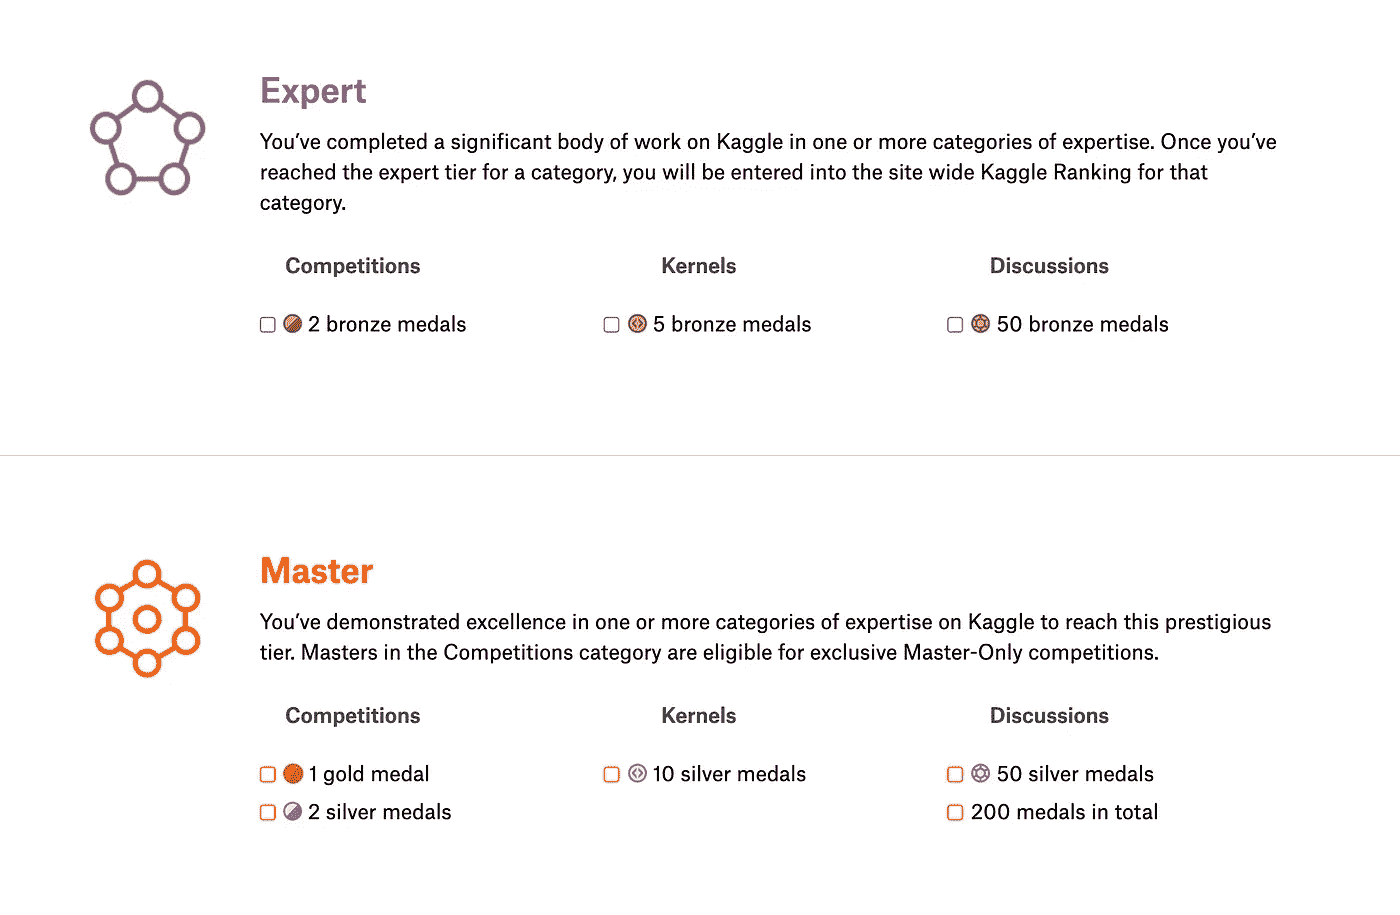 Expert
You’ve completed a significant body of work on Kaggle in one or more categories of expertise. Once you’ve
reached the expert tier for a category, you will be entered into the site wide Kaggle Ranking for that
category.
Competitions
Kernels
Discussions
2 bronze medals
5 bronze medals
50 bronze medals
Master
You’ve demonstrated excellence in one or more categories of expertise on Kaggle to reach this prestigious
tier. Masters in the Competitions category are eligible for exclusive Master-Only competitions.
Competitions
Kernels
Discussions
1 gold medal
10 silver medals
50 silver medals
2 silver medals
200 medals in total